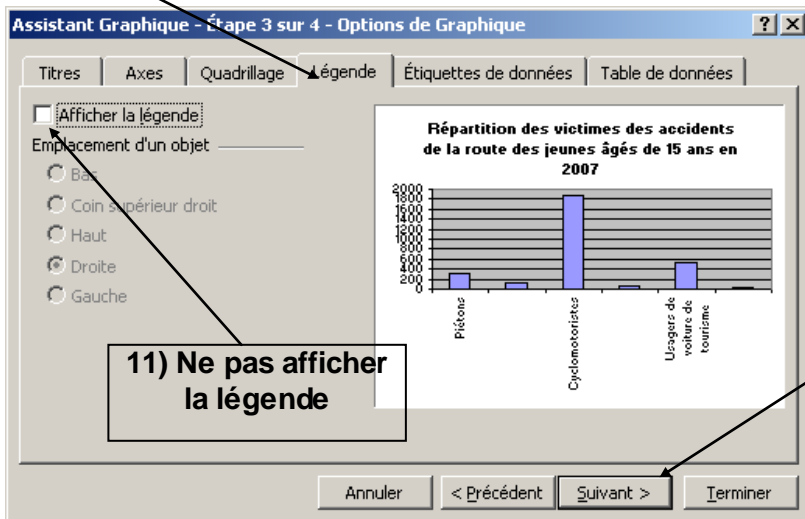 Assistant Graphique - Étape 3 sur 4 - Options de Graphique
Titres
Axes
Quadrillage
Légende
Étiquettes de données
Table de données
Afficher la légende
Emplacement d'un objet
Bas
Coin supérieur droit
Haut
Droite
Gauche
Répartition des victimes des accidents
de la route des jeunes âgés de 15 ans en
2007
2000
1800
1600
1400
1200
1000
800
600
400
200
0
Piétons
Cyclomotoristes
Usagers de
voiture de
tourisme
11) Ne pas afficher
la légende
Annuler
< Précédent
Suivant >
Terminer